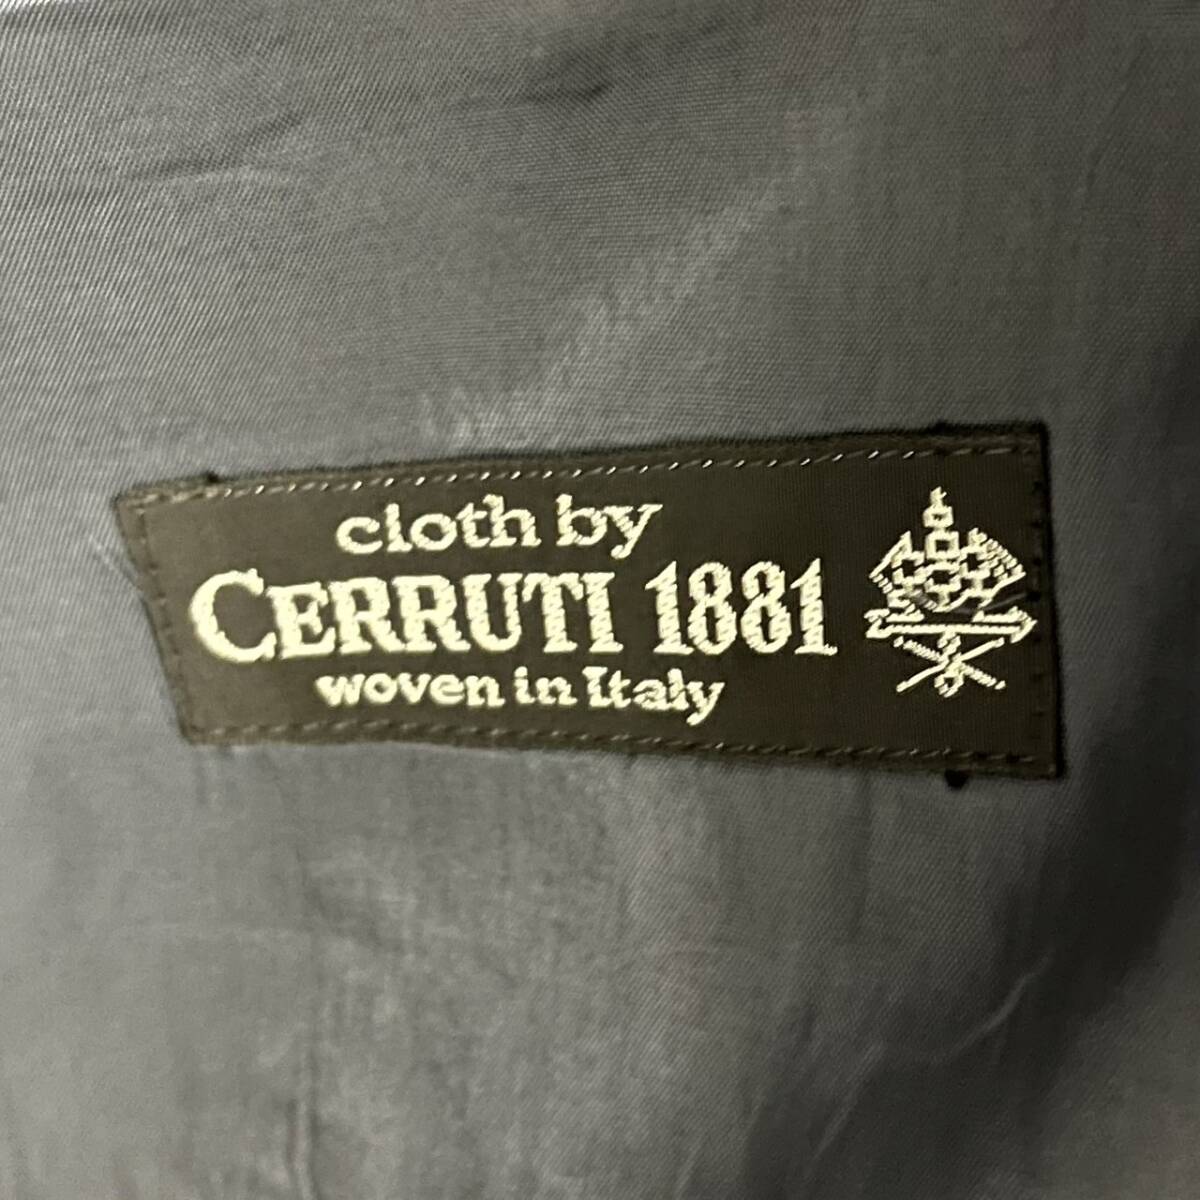 cloth by
CERRUTI 1881
woven in Italy